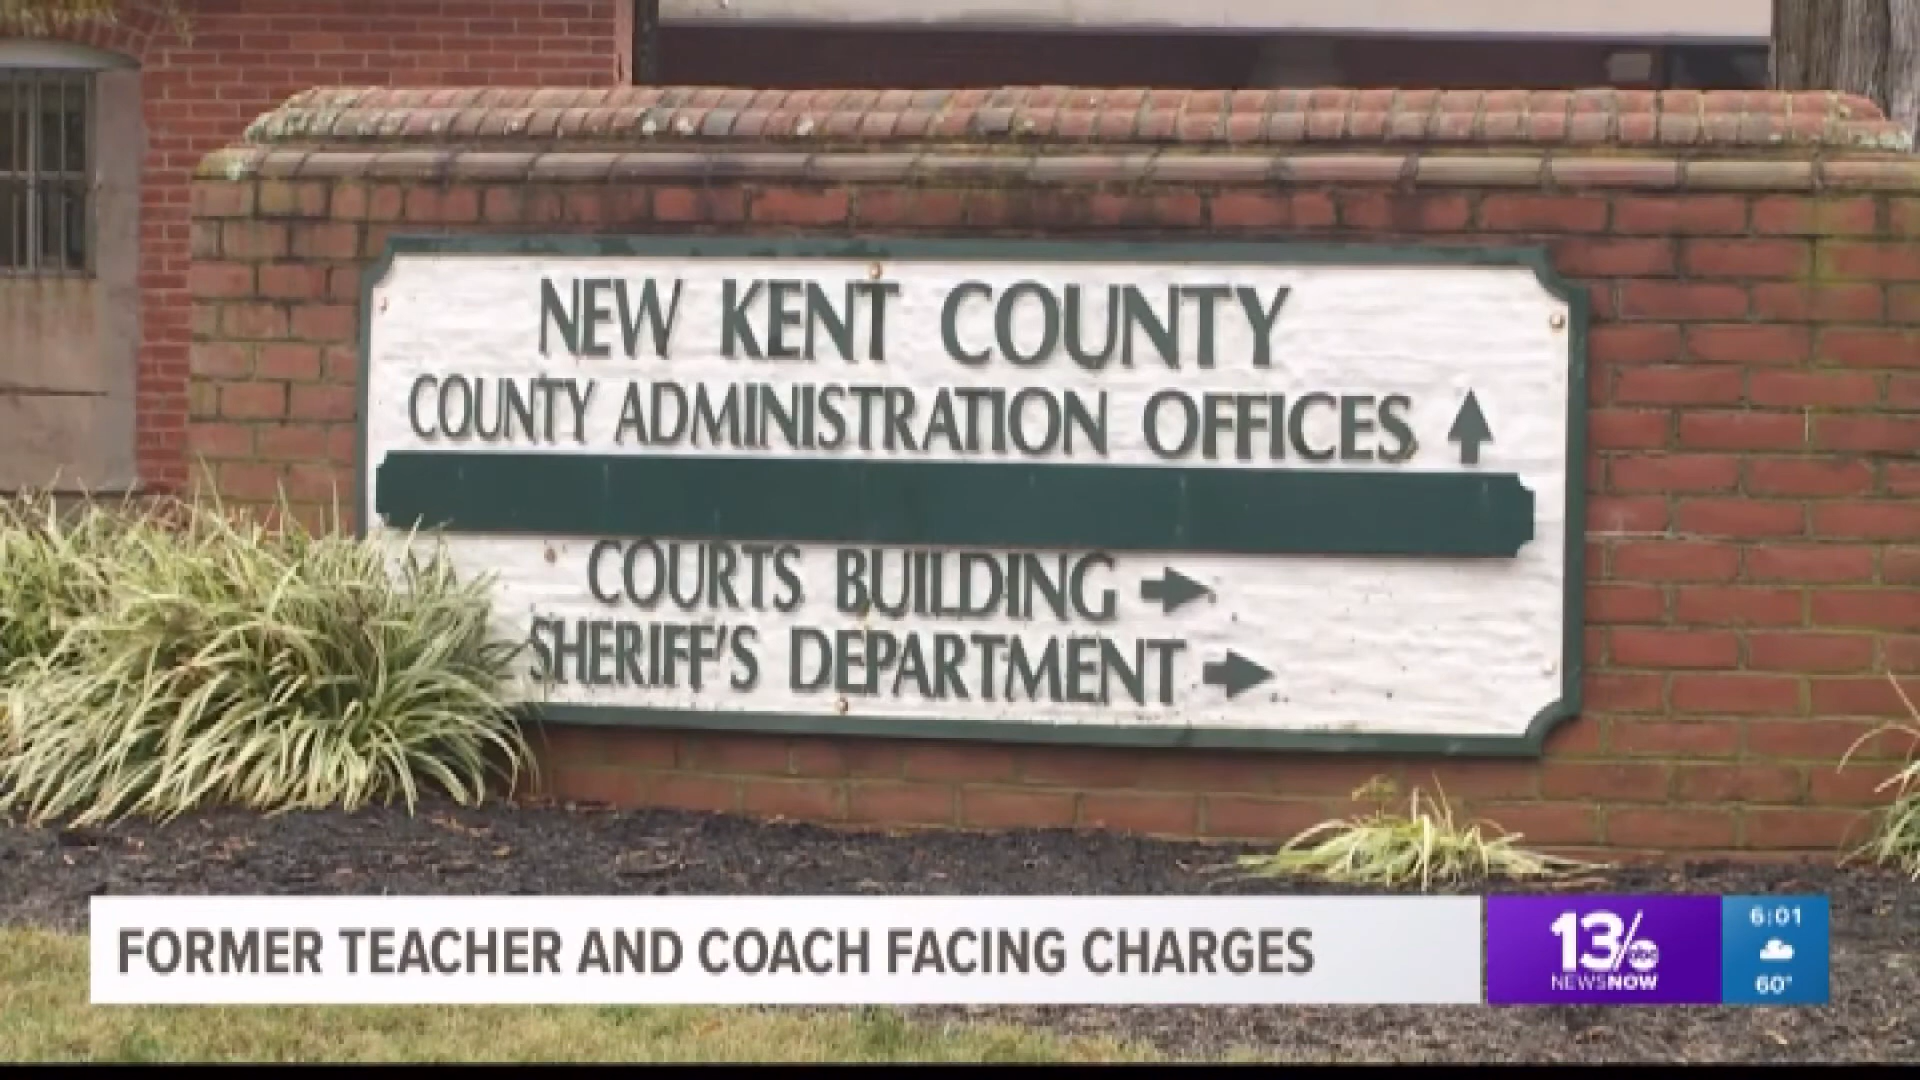 NEW KENT COUNTY
COUNTY ADMINISTRATION OFFICES
COURTS BUILDING
SHERIFF'S DEPARTMENT
FORMER TEACHER AND COACH FACING CHARGES
13 abc
NEWSNOW
6:01
60°